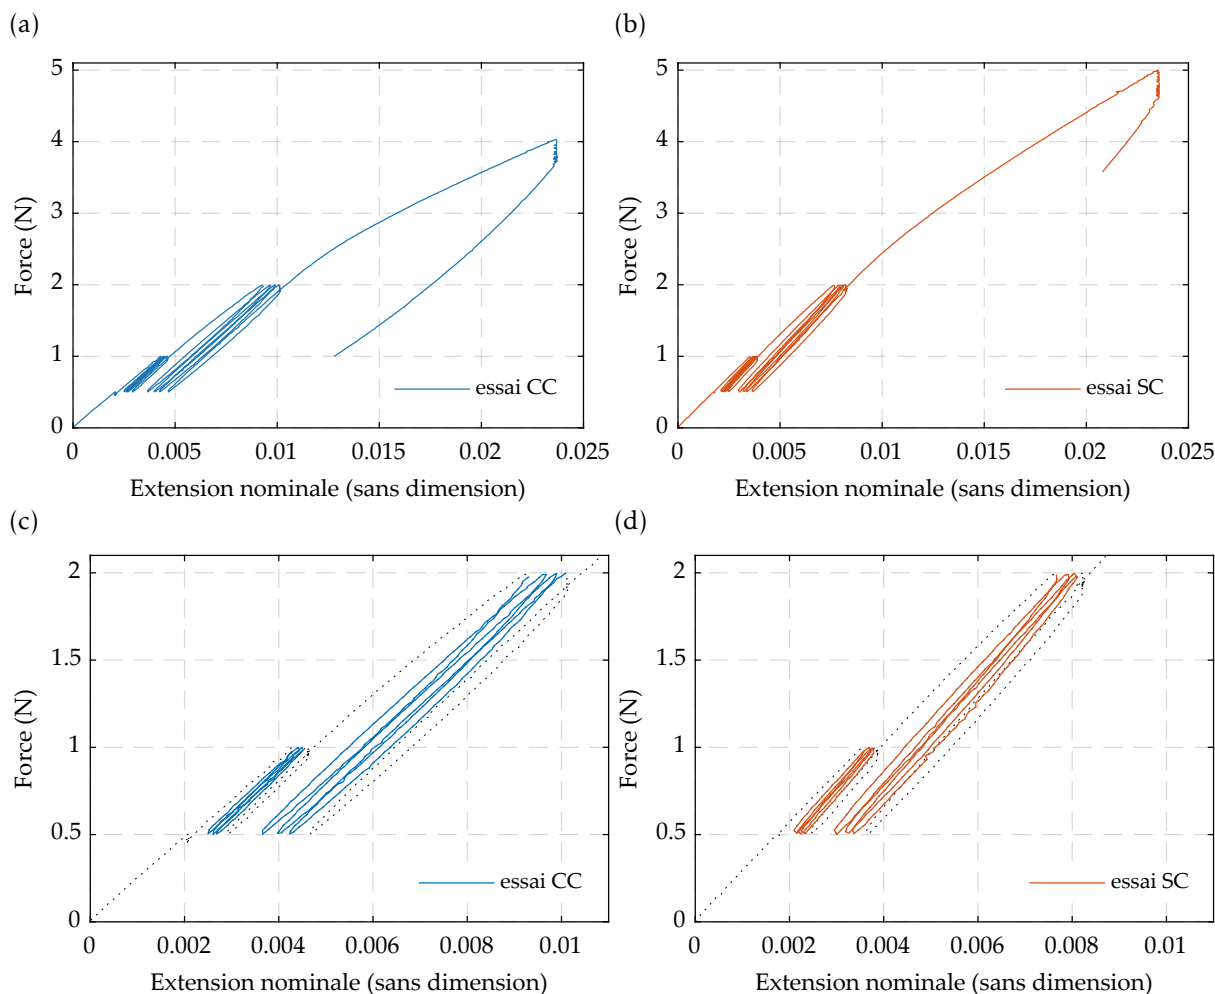 (a)
5
4
3
2
1
0
0
0.005
0.01
0.015
0.02
0.025
Force (N)
Extension nominale (sans dimension)
essai CC
(b)
5
4
3
2
1
0
0
0.005
0.01
0.015
0.02
0.025
Force (N)
Extension nominale (sans dimension)
essai SC
(c)
2
1.5
1
0.5
0
0
0.002
0.004
0.006
0.008
0.01
Force (N)
Extension nominale (sans dimension)
essai CC
(d)
2
1.5
1
0.5
0
0
0.002
0.004
0.006
0.008
0.01
Force (N)
Extension nominale (sans dimension)
essai SC